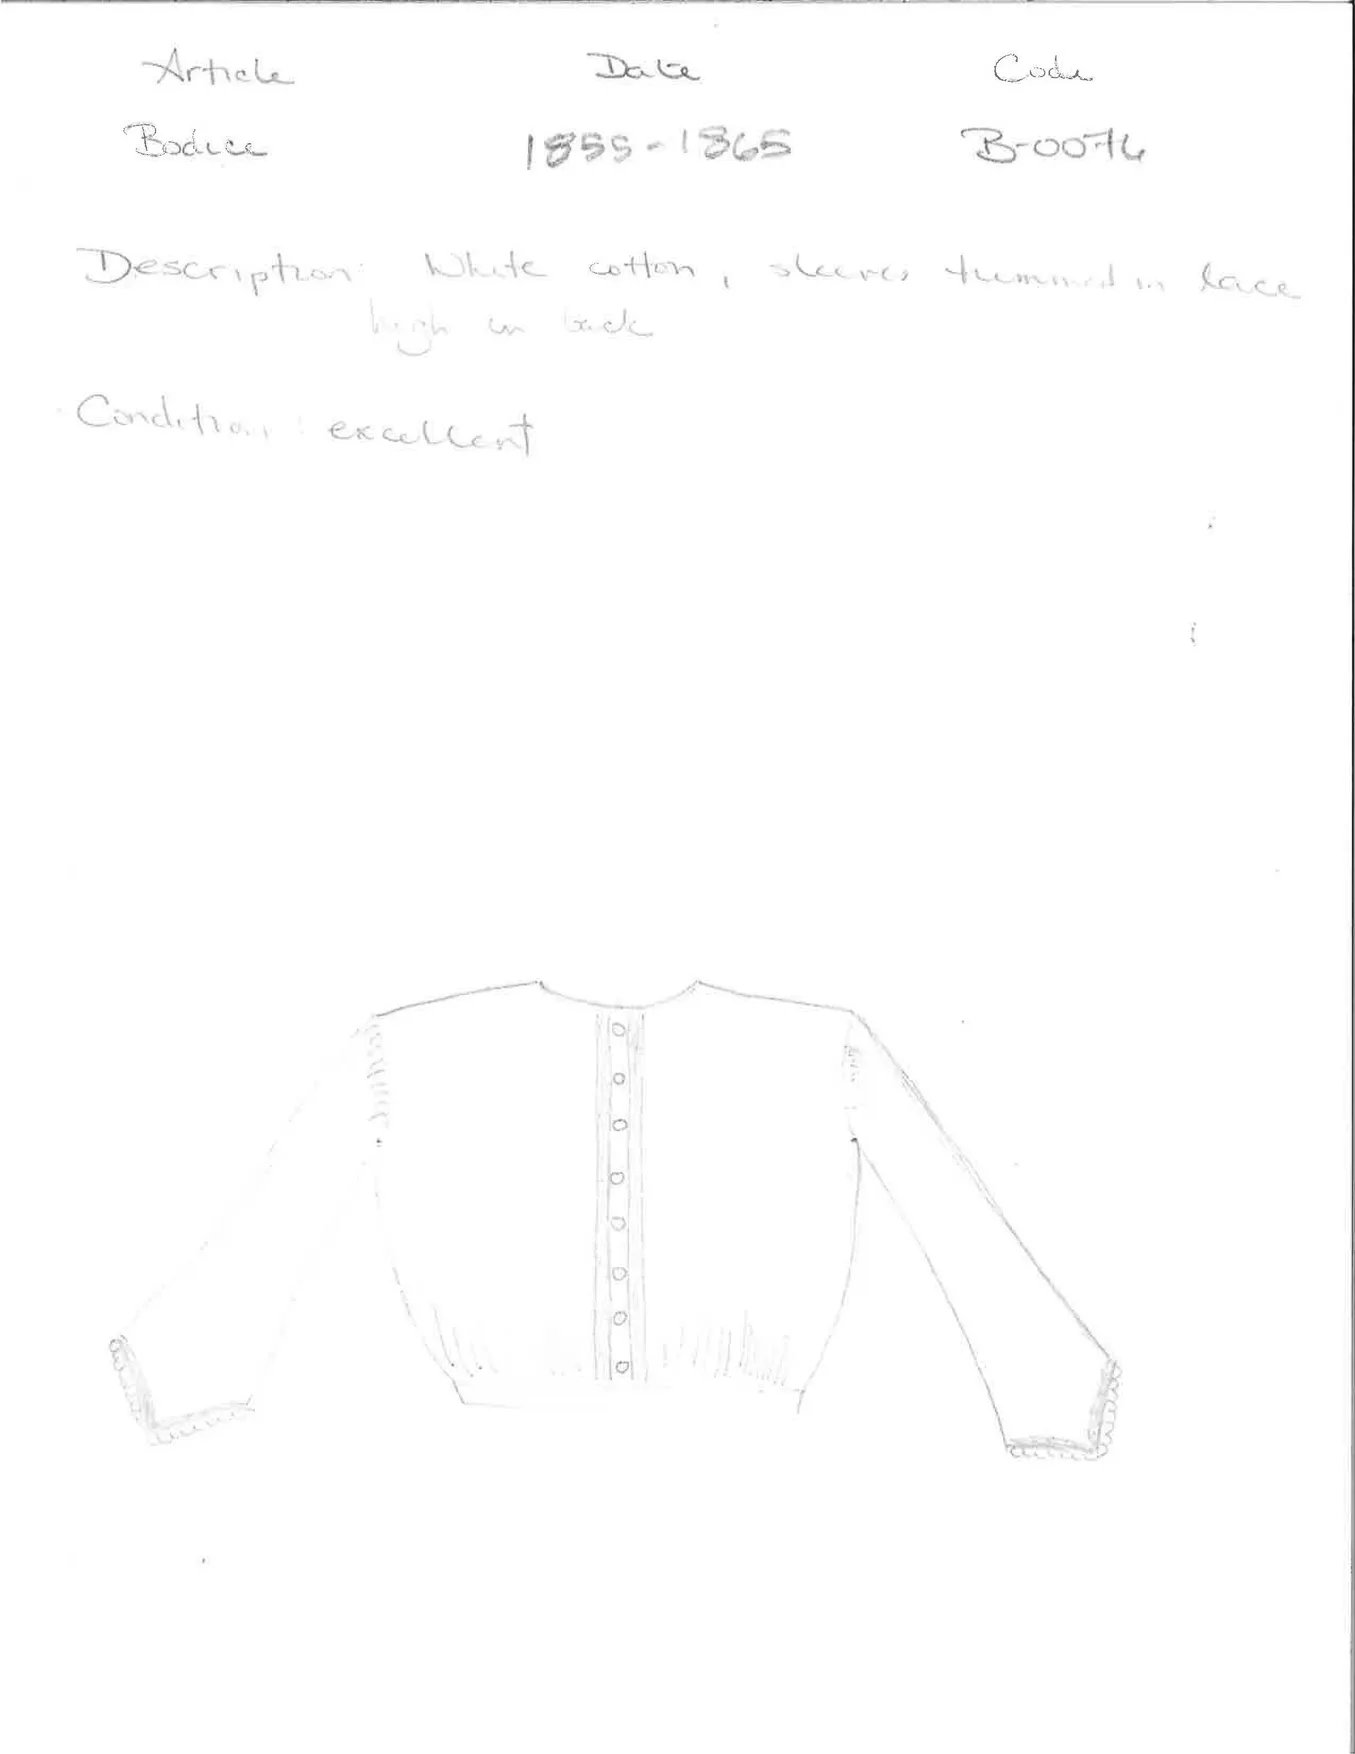 Article Date Code
Bodice 1855-1865 B-0076
Description: White cotton, sleeves trimmed in lace
high in back
Condition: excellent